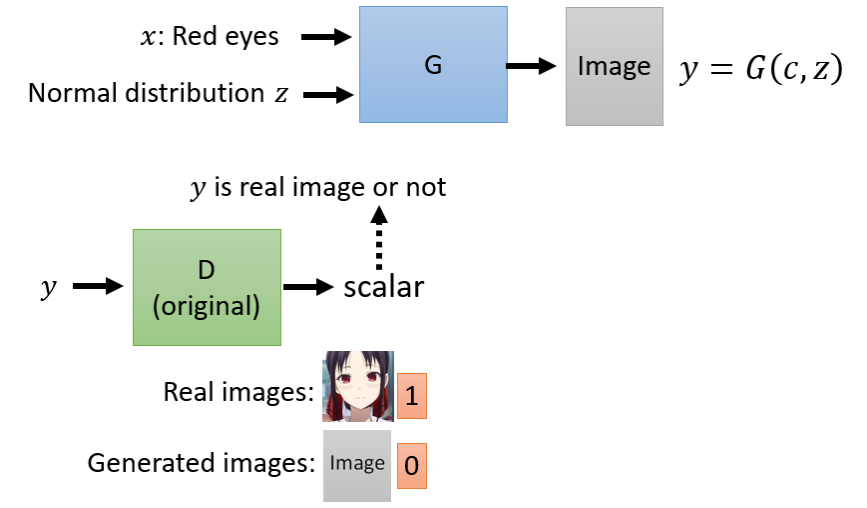 x: Red eyes
Normal distribution z
G
Image
y = G(c, z)
y is real image or not
y
D
(original)
scalar
Real images:
1
Generated images:
Image
0